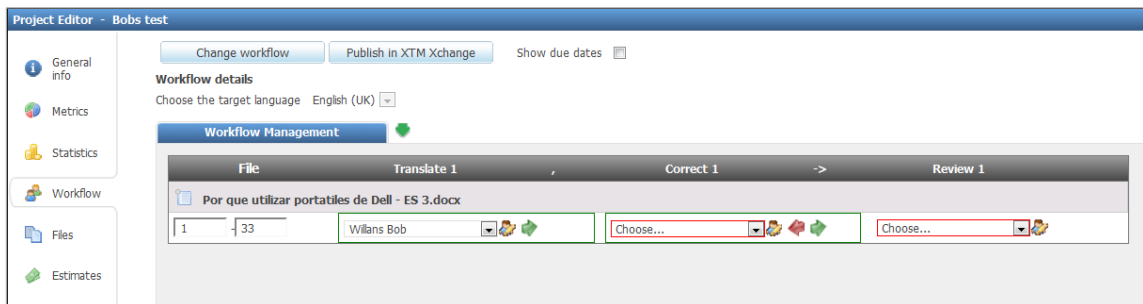 Project Editor - Bobs test
General info
Metrics
Statistics
Workflow
Files
Estimates
Change workflow Publish in XTM Xchange Show due dates
Workflow details
Choose the target language English (UK)
Workflow Management
File Translate 1 , Correct 1 -> Review 1
Por que utilizar portatiles de Dell - ES 3.docx
1 - 33 Willans Bob Choose... Choose...